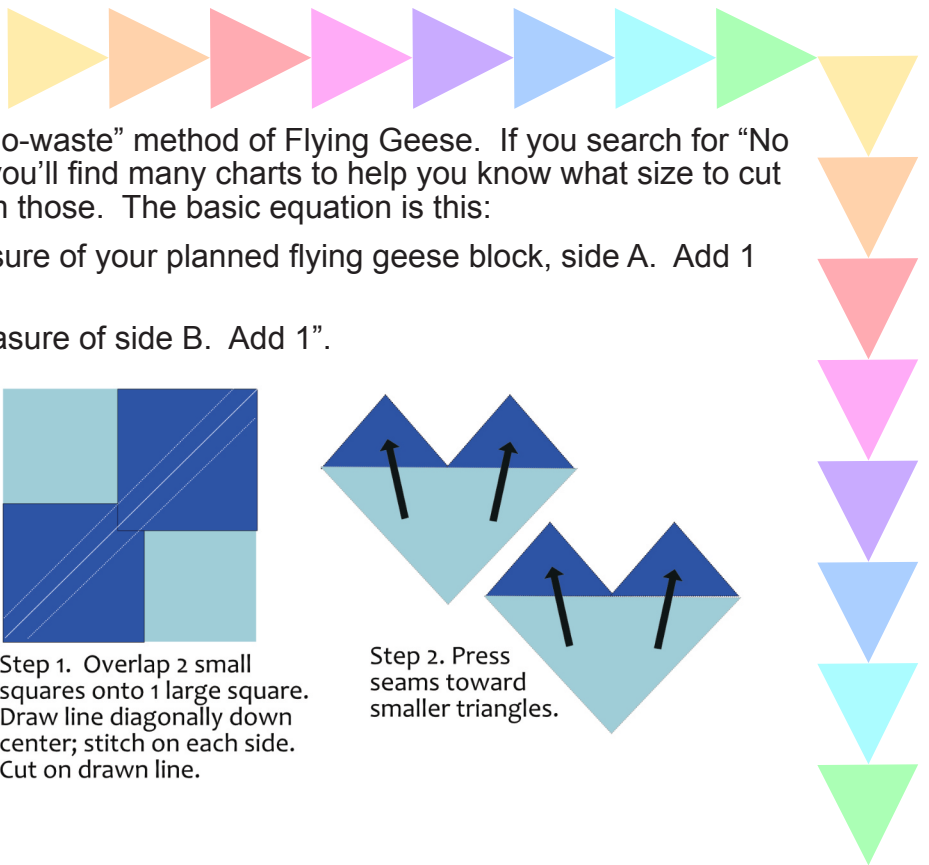 o-waste” method of Flying Geese.  If you search for “No
you’ll find many charts to help you know what size to cut
those.  The basic equation is this:
sure of your planned flying geese block, side A.  Add 1
asure of side B.  Add 1”.
Step 1.  Overlap 2 small
squares onto 1 large square.
Draw line diagonally down
center; stitch on each side.
Cut on drawn line.
Step 2. Press
seams toward
smaller triangles.